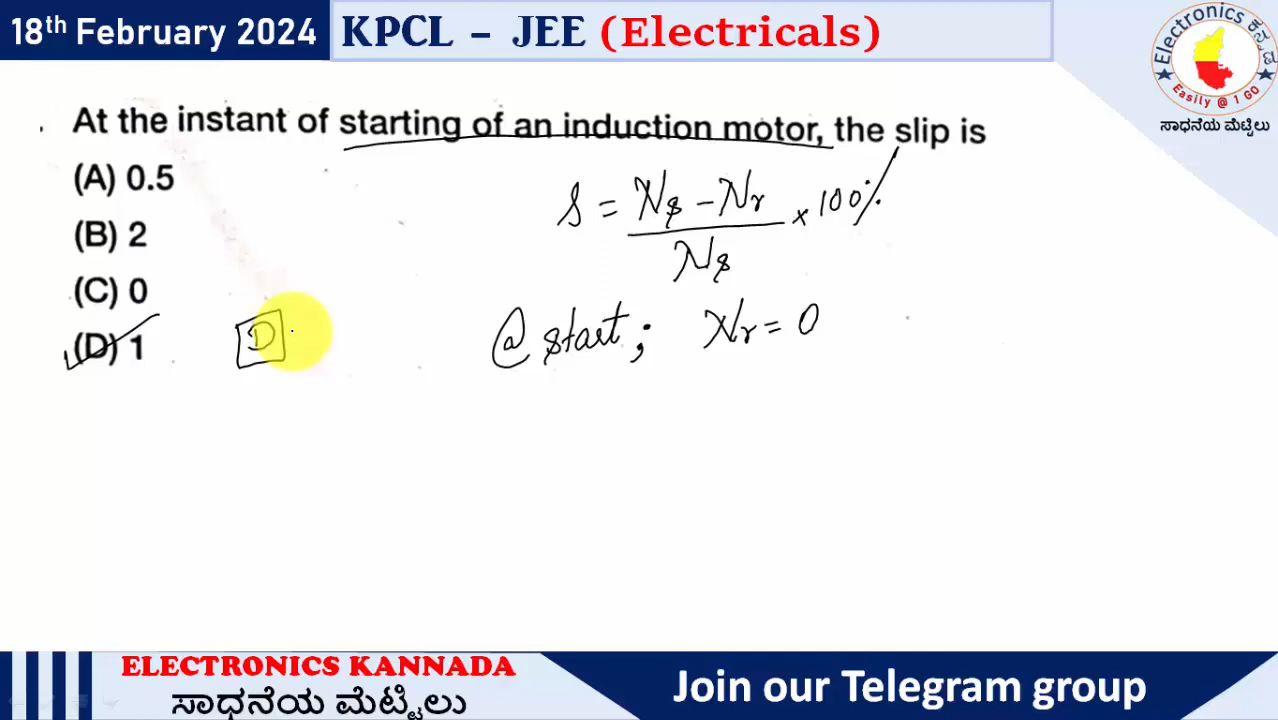 18th February 2024
KPCL – JEE (Electricals)
Electronics ಕನ್ನಡ
Easily @ 1 GO
ಸಾಧನೆಯ ಮೆಟ್ಟಿಲು
. At the instant of starting of an induction motor, the slip is
(A) 0.5
(B) 2
(C) 0
(D) 1
D
S = Ns – Nr × 100%
Ns
@ start ; Nr = 0
ELECTRONICS KANNADA
ಸಾಧನೆಯ ಮೆಟ್ಟಿಲು
Join our Telegram group